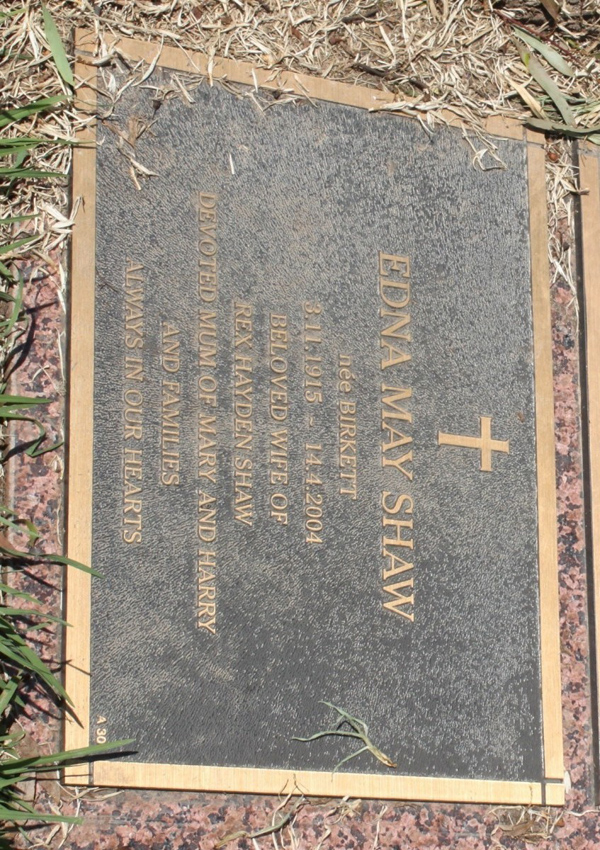 EDNA MAY SHAW
née BIRKETT
8.11.1915 - 14.4.2004
BELOVED WIFE OF
REX HAYDEN SHAW
DEVOTED MUM OF MARY AND HARRY
AND FAMILIES
ALWAYS IN OUR HEARTS
A 30